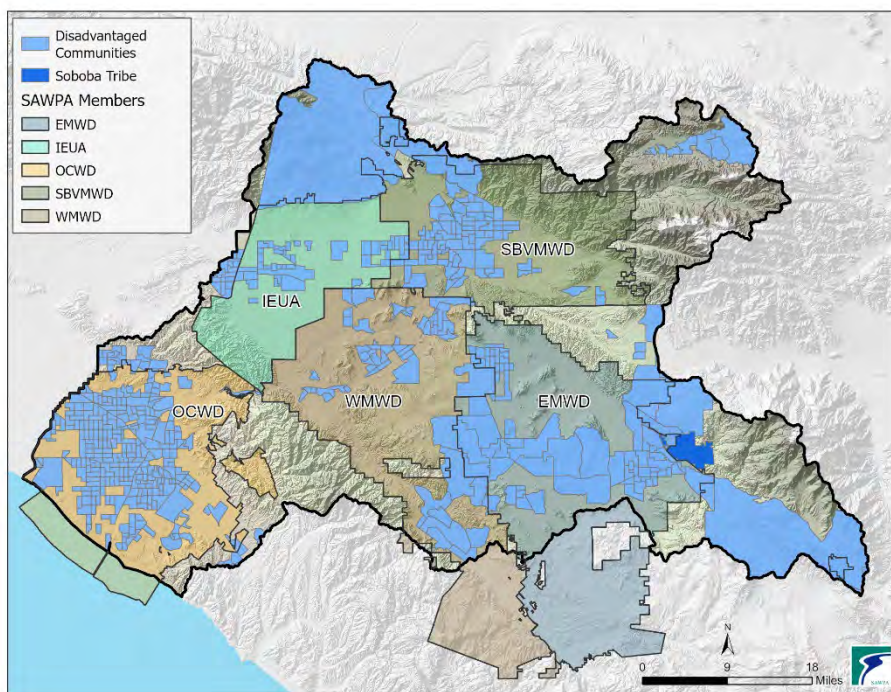 Disadvantaged
Communities
Soboba Tribe
SAWPA Members
EMWD
IEUA
OCWD
SBVMWD
WMWD
SBVMWD
IEUA
OCWD
WMWD
EMWD
N
0 9 18
Miles
SAWPA